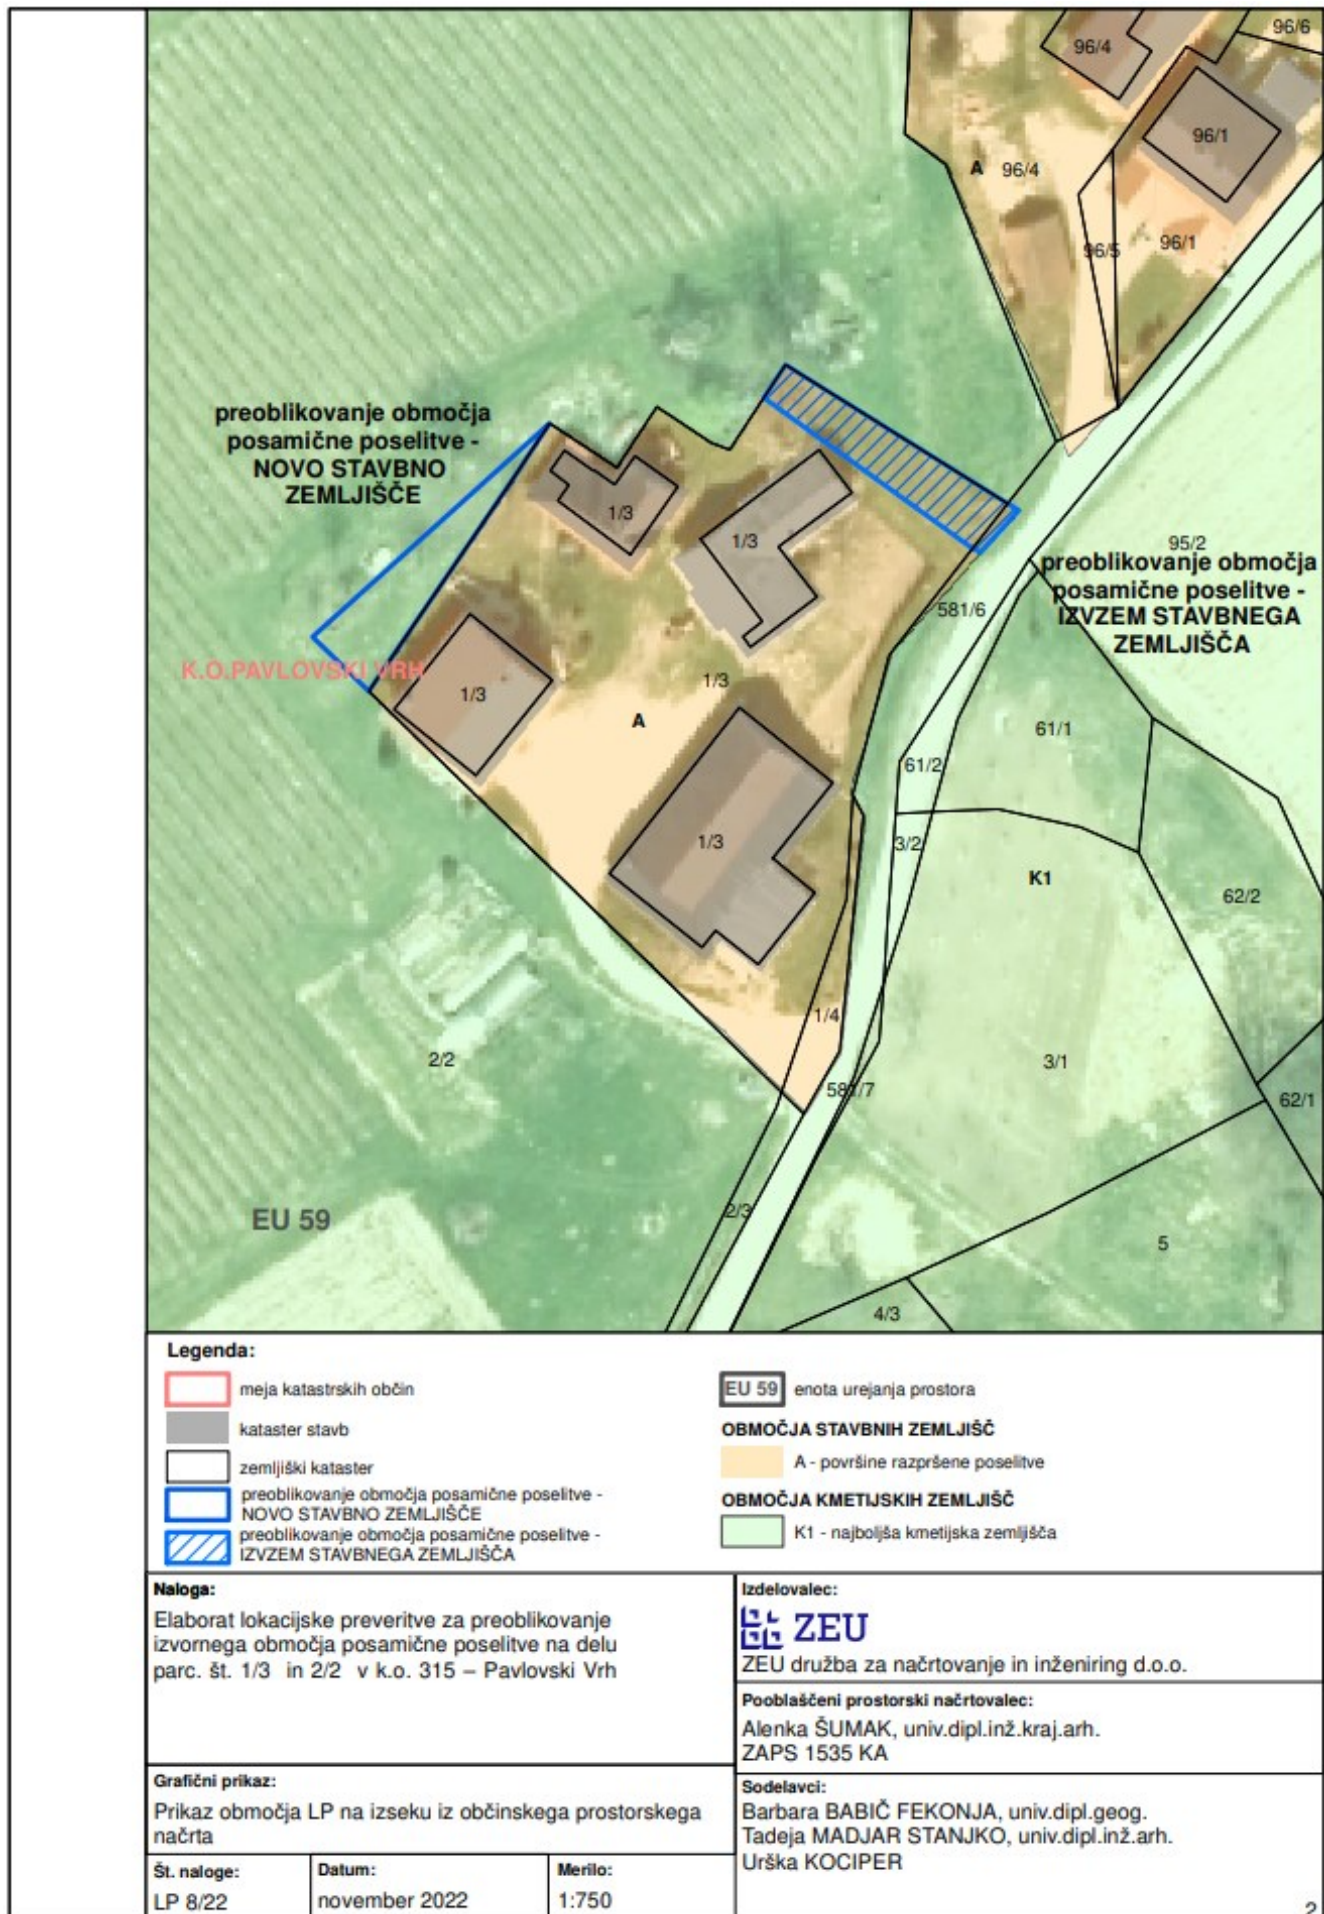 96/6
96/4
96/1
A
96/4
96/5
96/1
preoblikovanje območja
posamične poselitve -
NOVO STAVBNO
ZEMLJIŠČE
1/3
1/3
95/2
preoblikovanje območja
posamične poselitve -
IZVZEM STAVBNEGA
ZEMLJIŠČA
581/6
K.O.PAVLOVSKI VRH
1/3
1/3
A
61/1
61/2
1/3
3/2
K1
62/2
1/4
2/2
3/1
581/7
62/1
2/3
EU 59
5
4/3
Legenda:
meja katastrskih občin
kataster stavb
zemljiški kataster
preoblikovanje območja posamične poselitve -
NOVO STAVBNO ZEMLJIŠČE
preoblikovanje območja posamične poselitve -
IZVZEM STAVBNEGA ZEMLJIŠČA
EU 59 enota urejanja prostora
OBMOČJA STAVBNIH ZEMLJIŠČ
A - površine razpršene poselitve
OBMOČJA KMETIJSKIH ZEMLJIŠČ
K1 - najboljša kmetijska zemljišča
Naloga:
Elaborat lokacijske preveritve za preoblikovanje
izvornega območja posamične poselitve na delu
parc. št. 1/3 in 2/2 v k.o. 315 – Pavlovski Vrh
Izdelovalec:
ZEU
ZEU družba za načrtovanje in inženiring d.o.o.
Pooblaščeni prostorski načrtovalec:
Alenka ŠUMAK, univ.dipl.inž.kraj.arh.
ZAPS 1535 KA
Grafični prikaz:
Prikaz območja LP na izseku iz občinskega prostorskega
načrta
Sodelavci:
Barbara BABIČ FEKONJA, univ.dipl.geog.
Tadeja MADJAR STANJKO, univ.dipl.inž.arh.
Urška KOCIPER
Št. naloge:
LP 8/22
Datum:
november 2022
Merilo:
1:750
2